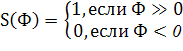 S(Ф) = {1, если Ф ≫ 0
0, если Ф < 0